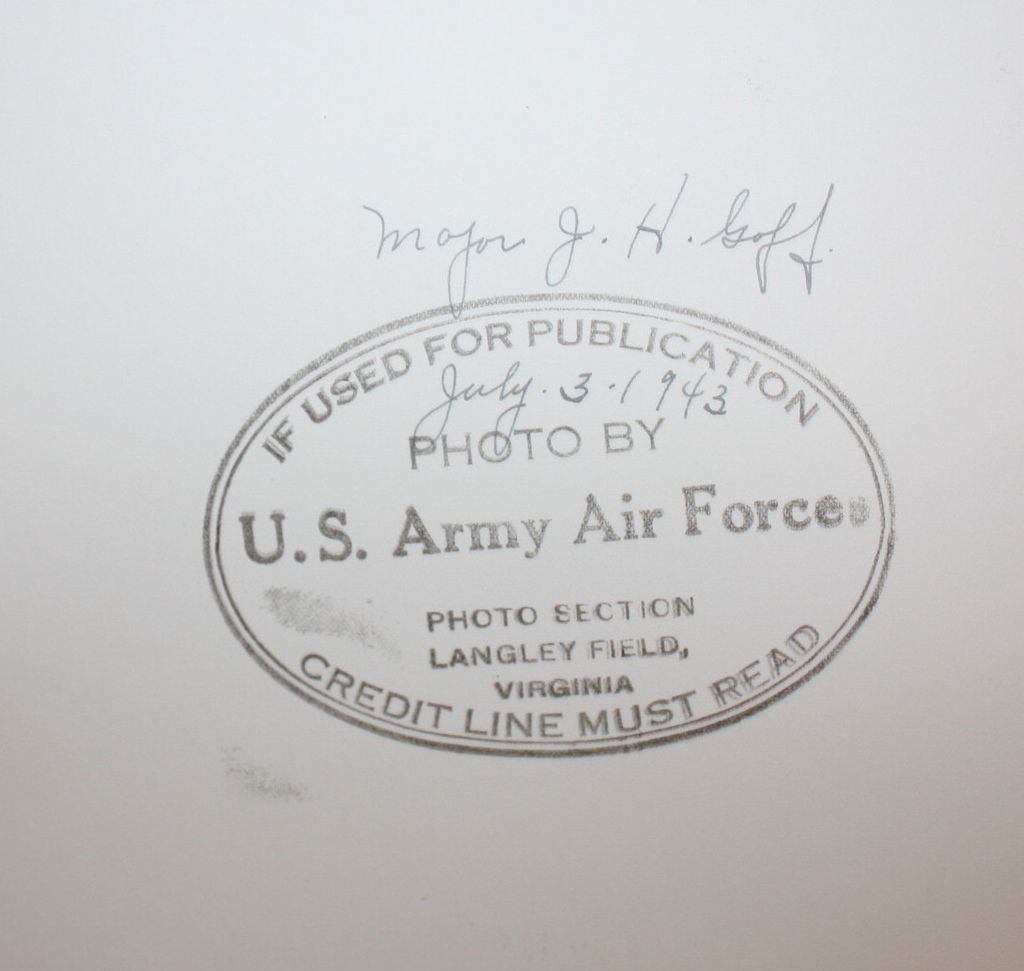 Major J. H. Goff.
IF USED FOR PUBLICATION
July. 3. 1943
PHOTO BY
U.S. Army Air Forces
PHOTO SECTION
LANGLEY FIELD,
VIRGINIA
CREDIT LINE MUST READ